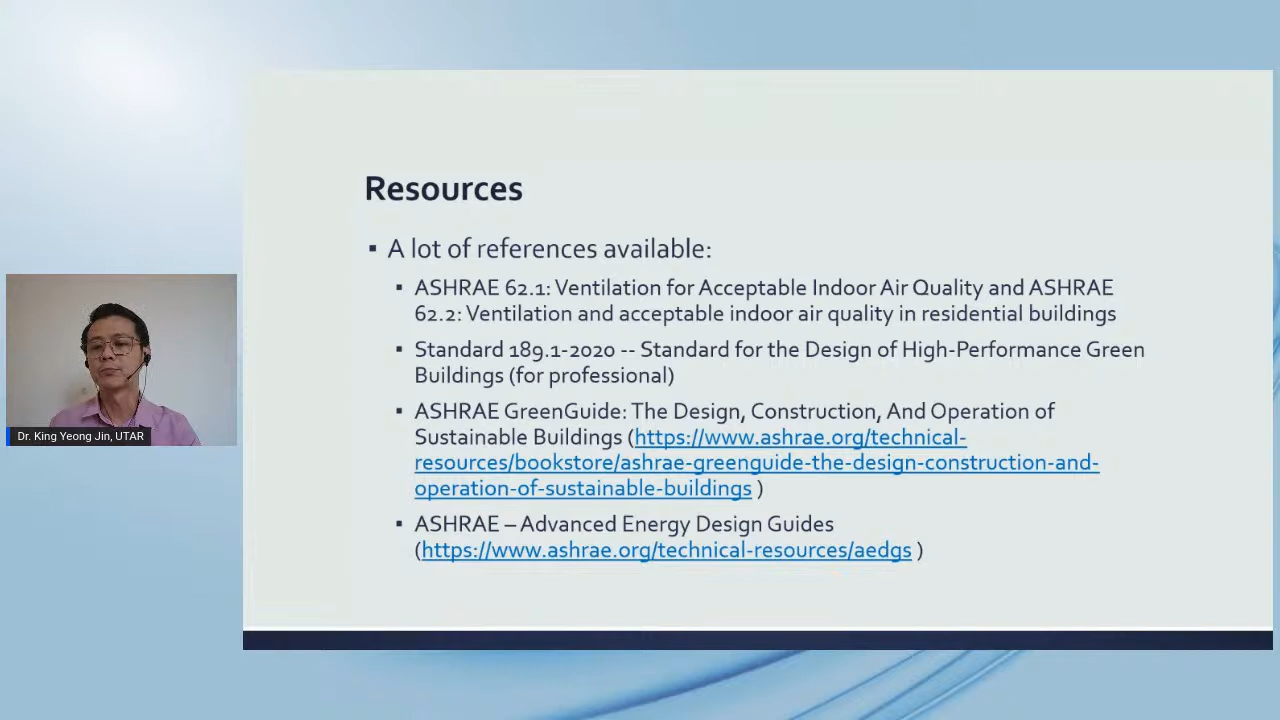 Resources
▪ A lot of references available:
▪ ASHRAE 62.1: Ventilation for Acceptable Indoor Air Quality and ASHRAE
62.2: Ventilation and acceptable indoor air quality in residential buildings
▪ Standard 189.1-2020 -- Standard for the Design of High-Performance Green
Buildings (for professional)
▪ ASHRAE GreenGuide: The Design, Construction, And Operation of
Sustainable Buildings (https://www.ashrae.org/technical-
resources/bookstore/ashrae-greenguide-the-design-construction-and-
operation-of-sustainable-buildings )
▪ ASHRAE – Advanced Energy Design Guides
(https://www.ashrae.org/technical-resources/aedgs )
Dr. King Yeong Jin, UTAR